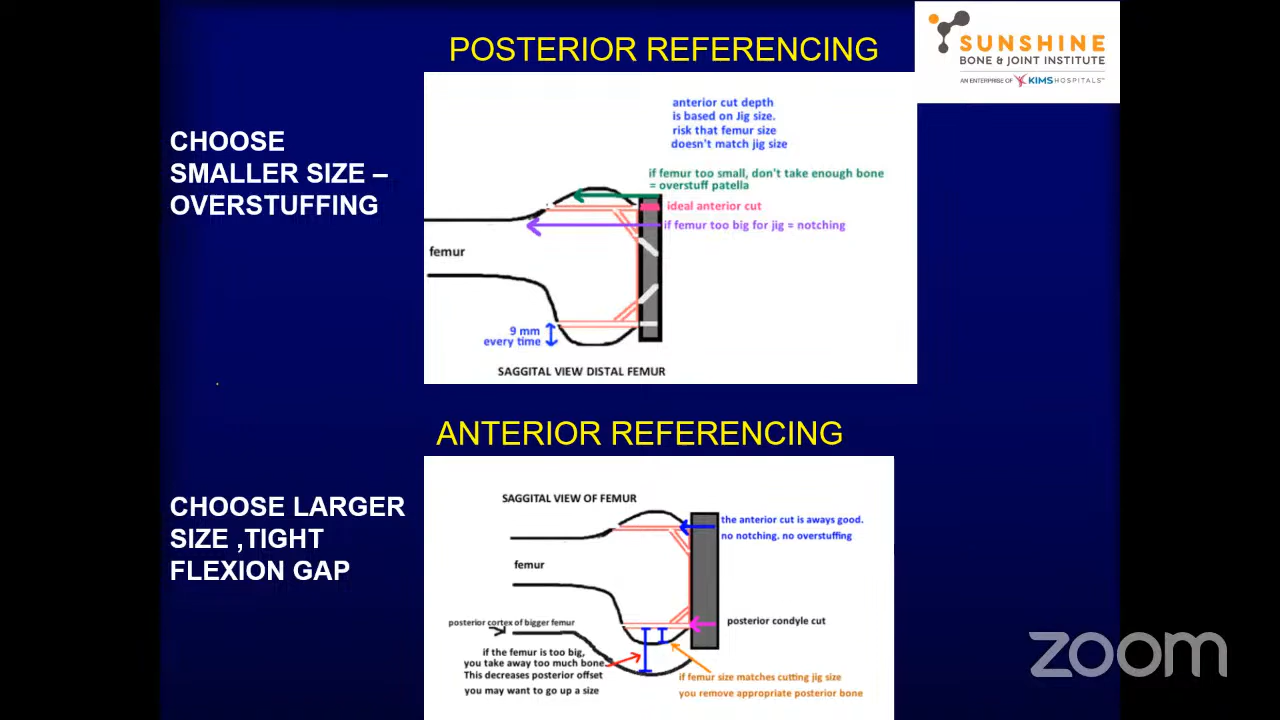 POSTERIOR REFERENCING
SUNSHINE
BONE & JOINT INSTITUTE
AN ENTERPRISE OF KIMS HOSPITALS
CHOOSE
SMALLER SIZE –
OVERSTUFFING
anterior cut depth
is based on Jig size.
risk that femur size
doesn't match jig size
if femur too small, don't take enough bone
= overstuff patella
ideal anterior cut
if femur too big for jig = notching
femur
9 mm
every time
SAGGITAL VIEW DISTAL FEMUR
ANTERIOR REFERENCING
CHOOSE LARGER
SIZE ,TIGHT
FLEXION GAP
SAGGITAL VIEW OF FEMUR
the anterior cut is aways good.
no notching. no overstuffing
femur
posterior cortex of bigger femur
posterior condyle cut
if the femur is too big,
you take away too much bone.
This decreases posterior offset
you may want to go up a size
if femur size matches cutting jig size
you remove appropriate posterior bone
zoom